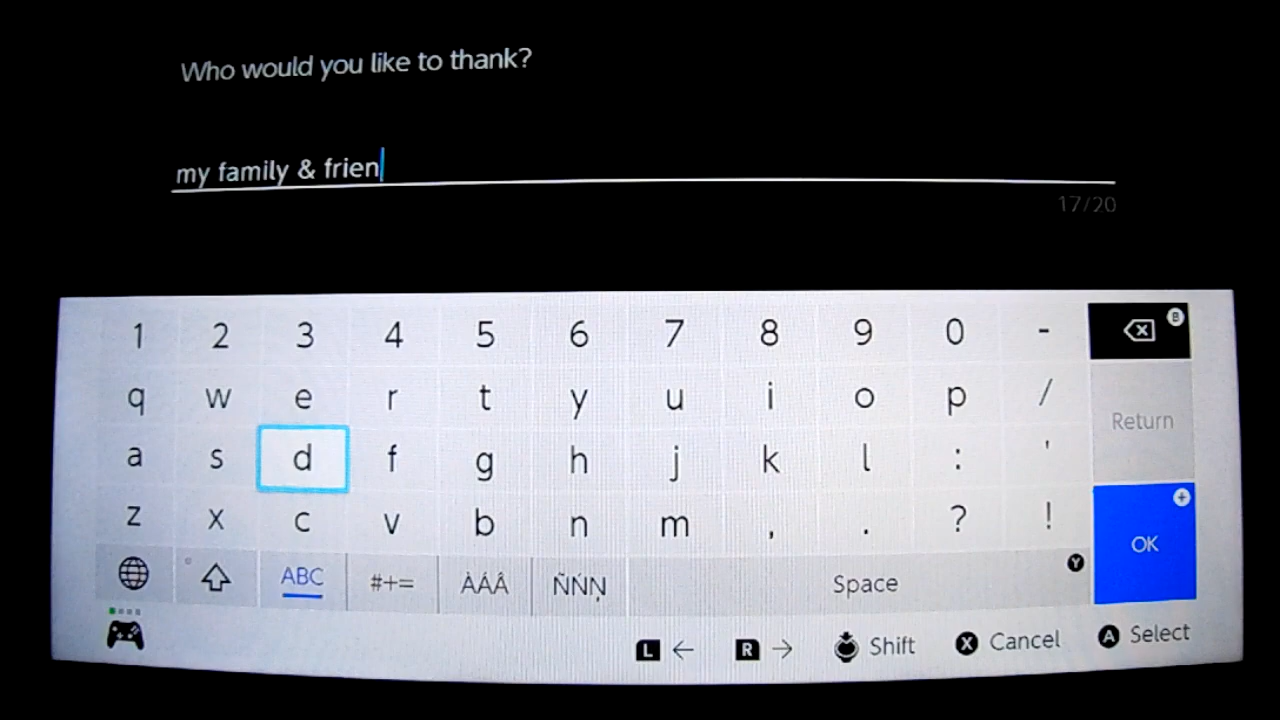 Who would you like to thank?
my family & frien
17/20
1 2 3 4 5 6 7 8 9 0 - B
q w e r t y u i o p / Return
a s d f g h j k l : '
z x c v b n m , . ? ! + OK
ABC #+= ÀÁÂ ÑŃŅ Space Y
L ← R → Shift X Cancel A Select